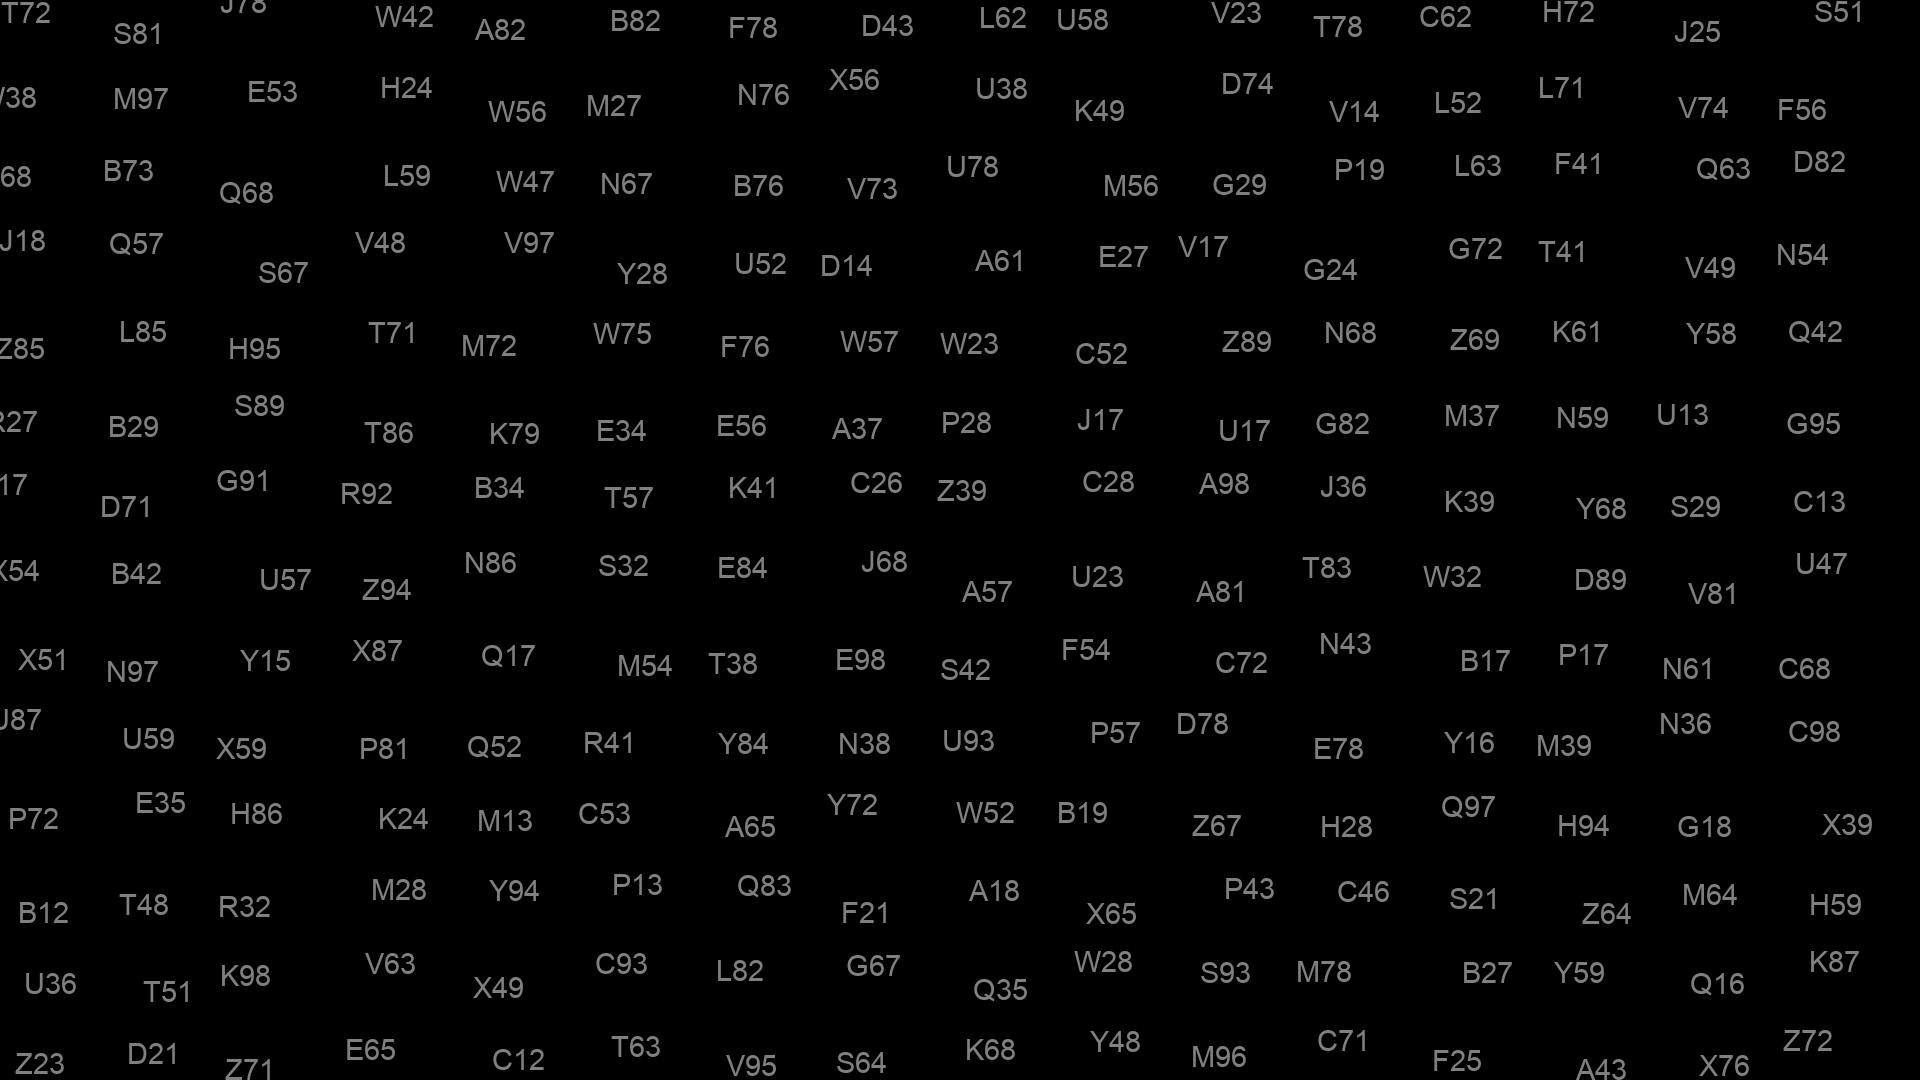 T72 S81 J78 W42 A82 B82 F78 D43 L62 U58 V23 T78 C62 H72 J25 S51
M97 E53 H24 W56 M27 N76 X56 U38 K49 D74 V14 L52 L71 V74 F56
B73 Q68 L59 W47 N67 B76 V73 U78 M56 G29 P19 L63 F41 Q63 D82
J18 Q57 S67 V48 V97 Y28 U52 D14 A61 E27 V17 G24 G72 T41 V49 N54
Z85 L85 H95 T71 M72 W75 F76 W57 W23 C52 Z89 N68 Z69 K61 Y58 Q42
R27 B29 S89 T86 K79 E34 E56 A37 P28 J17 U17 G82 M37 N59 U13 G95
17 D71 G91 R92 B34 T57 K41 C26 Z39 C28 A98 J36 K39 Y68 S29 C13
X54 B42 U57 Z94 N86 S32 E84 J68 A57 U23 A81 T83 W32 D89 V81 U47
X51 N97 Y15 X87 Q17 M54 T38 E98 S42 F54 C72 N43 B17 P17 N61 C68
U59 X59 P81 Q52 R41 Y84 N38 U93 P57 D78 E78 Y16 M39 N36 C98
P72 E35 H86 K24 M13 C53 A65 Y72 W52 B19 Z67 H28 Q97 H94 G18 X39
B12 T48 R32 M28 Y94 P13 Q83 F21 A18 X65 P43 C46 S21 Z64 M64 H59
U36 T51 K98 V63 X49 C93 L82 G67 Q35 W28 S93 M78 B27 Y59 Q16 K87
Z23 D21 Z71 E65 C12 T63 V95 S64 K68 Y48 M96 C71 F25 A43 X76 Z72